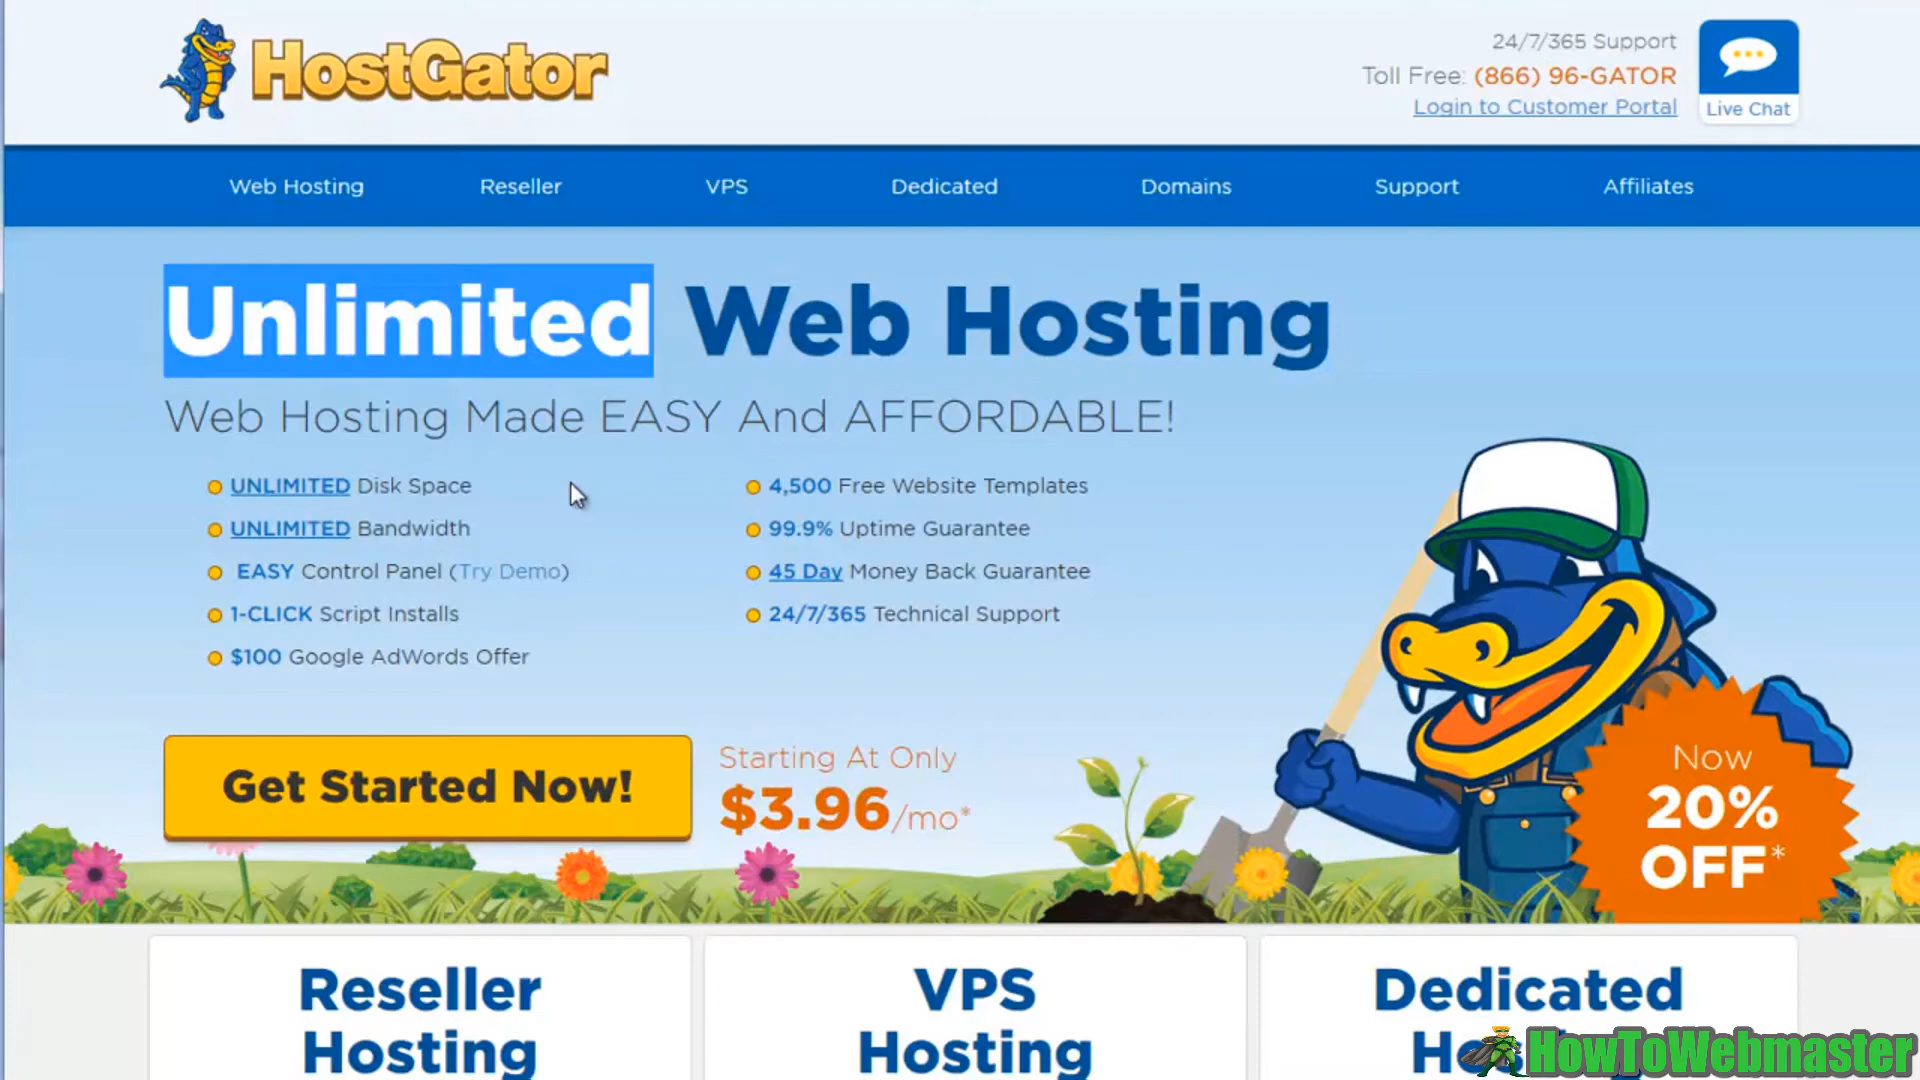 HostGator
24/7/365 Support
Toll Free: (866) 96-GATOR
Login to Customer Portal
Live Chat
Web Hosting
Reseller
VPS
Dedicated
Domains
Support
Affiliates
Unlimited Web Hosting
Web Hosting Made EASY And AFFORDABLE!
UNLIMITED Disk Space
UNLIMITED Bandwidth
EASY Control Panel (Try Demo)
1-CLICK Script Installs
$100 Google AdWords Offer
4,500 Free Website Templates
99.9% Uptime Guarantee
45 Day Money Back Guarantee
24/7/365 Technical Support
Get Started Now!
Starting At Only
$3.96/mo*
Now
20%
OFF*
Reseller
Hosting
VPS
Hosting
Dedicated
HowToWebmaster